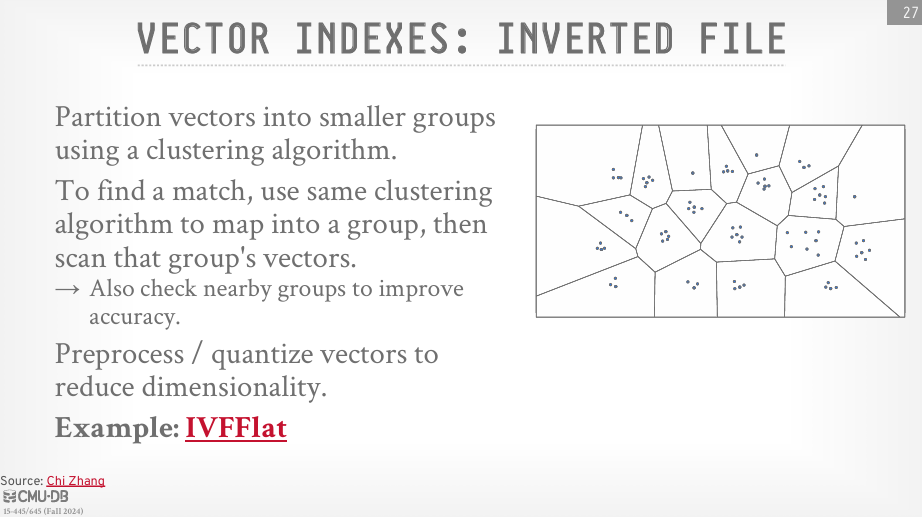 27
VECTOR INDEXES: INVERTED FILE
Partition vectors into smaller groups
using a clustering algorithm.
To find a match, use same clustering
algorithm to map into a group, then
scan that group's vectors.
→ Also check nearby groups to improve
accuracy.
Preprocess / quantize vectors to
reduce dimensionality.
Example: IVFFlat
Source: Chi Zhang
CMU·DB
15-445/645 (Fall 2024)